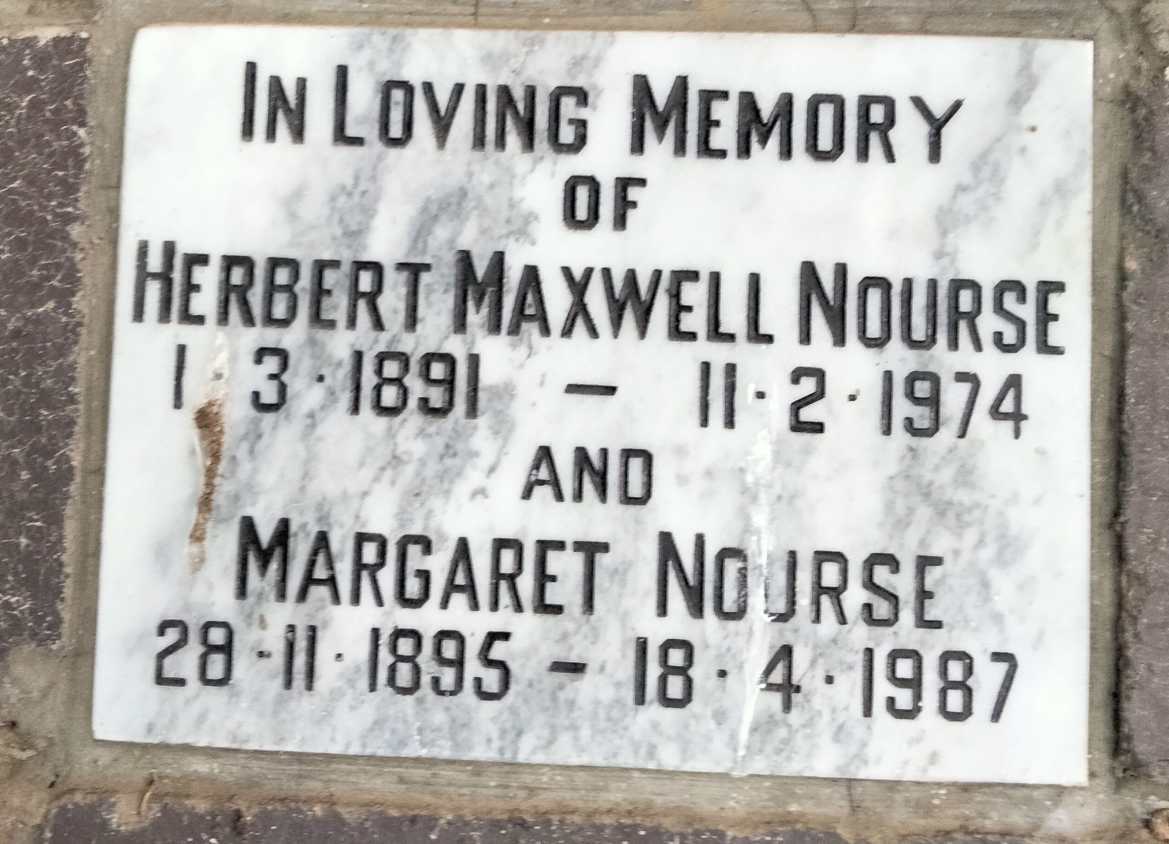 IN LOVING MEMORY
OF
HERBERT MAXWELL NOURSE
1·3·1891 – 11·2·1974
AND
MARGARET NOURSE
28·11·1895 – 18·4·1987